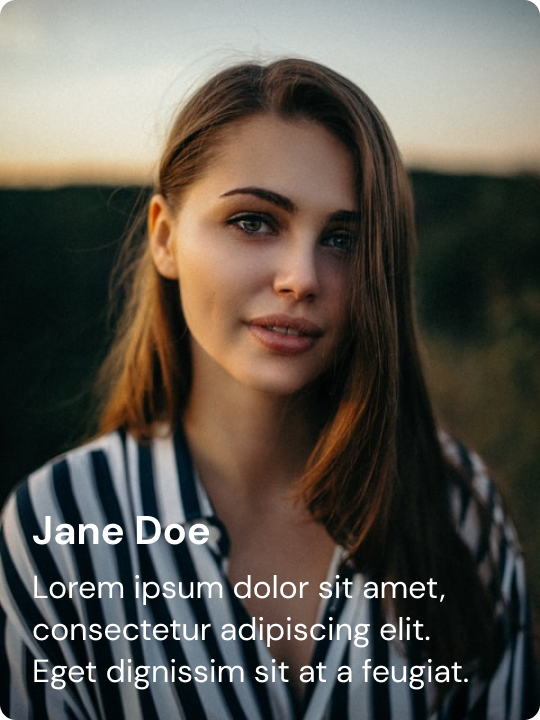 Jane Doe
Lorem ipsum dolor sit amet,
consectetur adipiscing elit.
Eget dignissim sit at a feugiat.